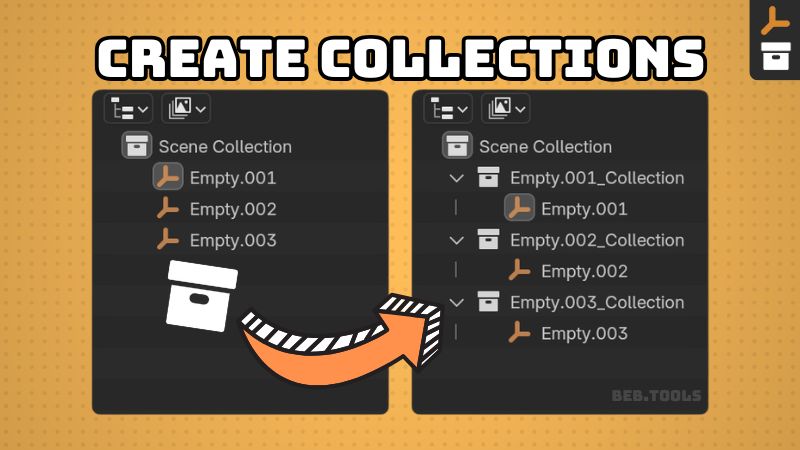 CREATE COLLECTIONS
Scene Collection
Empty.001
Empty.002
Empty.003
Scene Collection
Empty.001_Collection
Empty.001
Empty.002_Collection
Empty.002
Empty.003_Collection
Empty.003
BEB.TOOLS